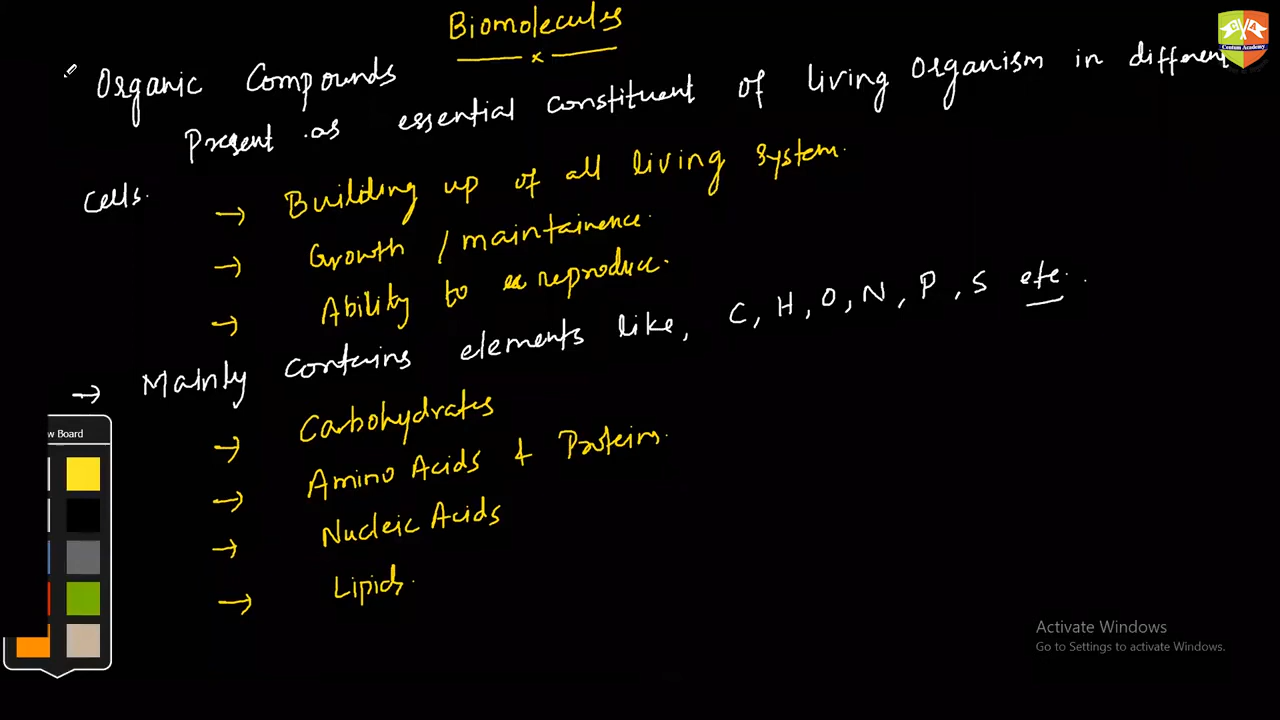 Biomolecules
x
Organic Compounds
Present as essential constituent of living organism in different
Cells.
→ Building up of all living system.
→ Growth / maintainence.
→ Ability to reproduce.
→ Mainly contains elements like, C, H, O, N, P, S etc.
→ Carbohydrates
→ Amino Acids + Proteins.
→ Nucleic Acids
→ Lipids.
w Board
C A
Centum Academy
Activate Windows
Go to Settings to activate Windows.